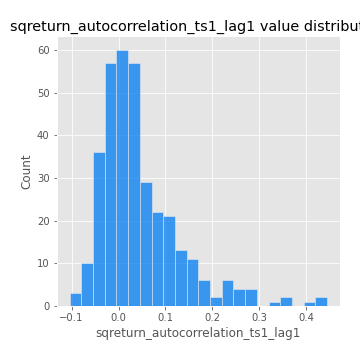 sqreturn_autocorrelation_ts1_lag1 value distribut
60
50
40
30
20
10
0
Count
−0.1 0.0 0.1 0.2 0.3 0.4
sqreturn_autocorrelation_ts1_lag1